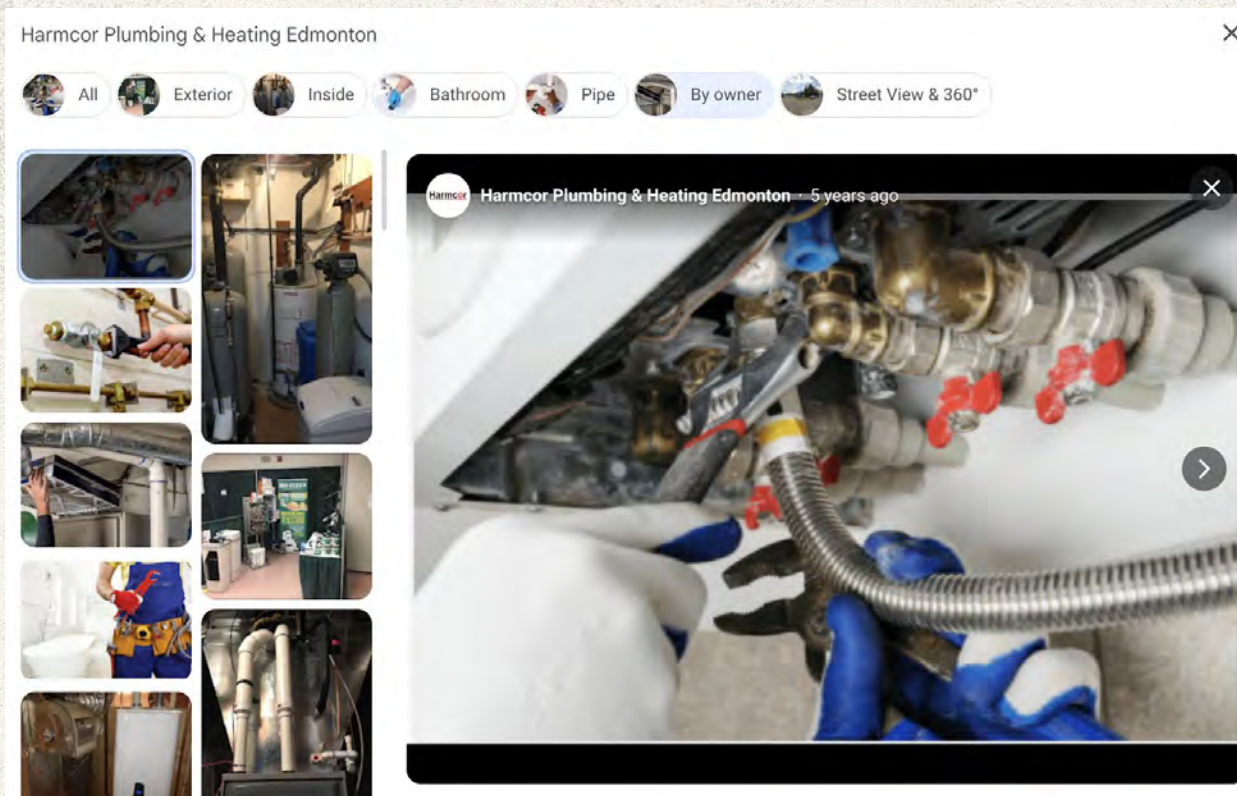 Harmcor Plumbing & Heating Edmonton
All Exterior Inside Bathroom Pipe By owner Street View & 360°
Harmcor Harmcor Plumbing & Heating Edmonton · 5 years ago